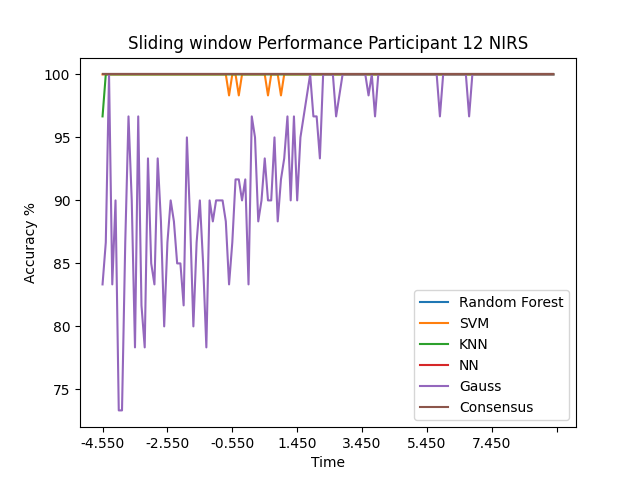 Sliding window Performance Participant 12 NIRS
100
95
90
85
80
75
Accuracy %
-4.550 -2.550 -0.550 1.450 3.450 5.450 7.450
Time
Random Forest
SVM
KNN
NN
Gauss
Consensus